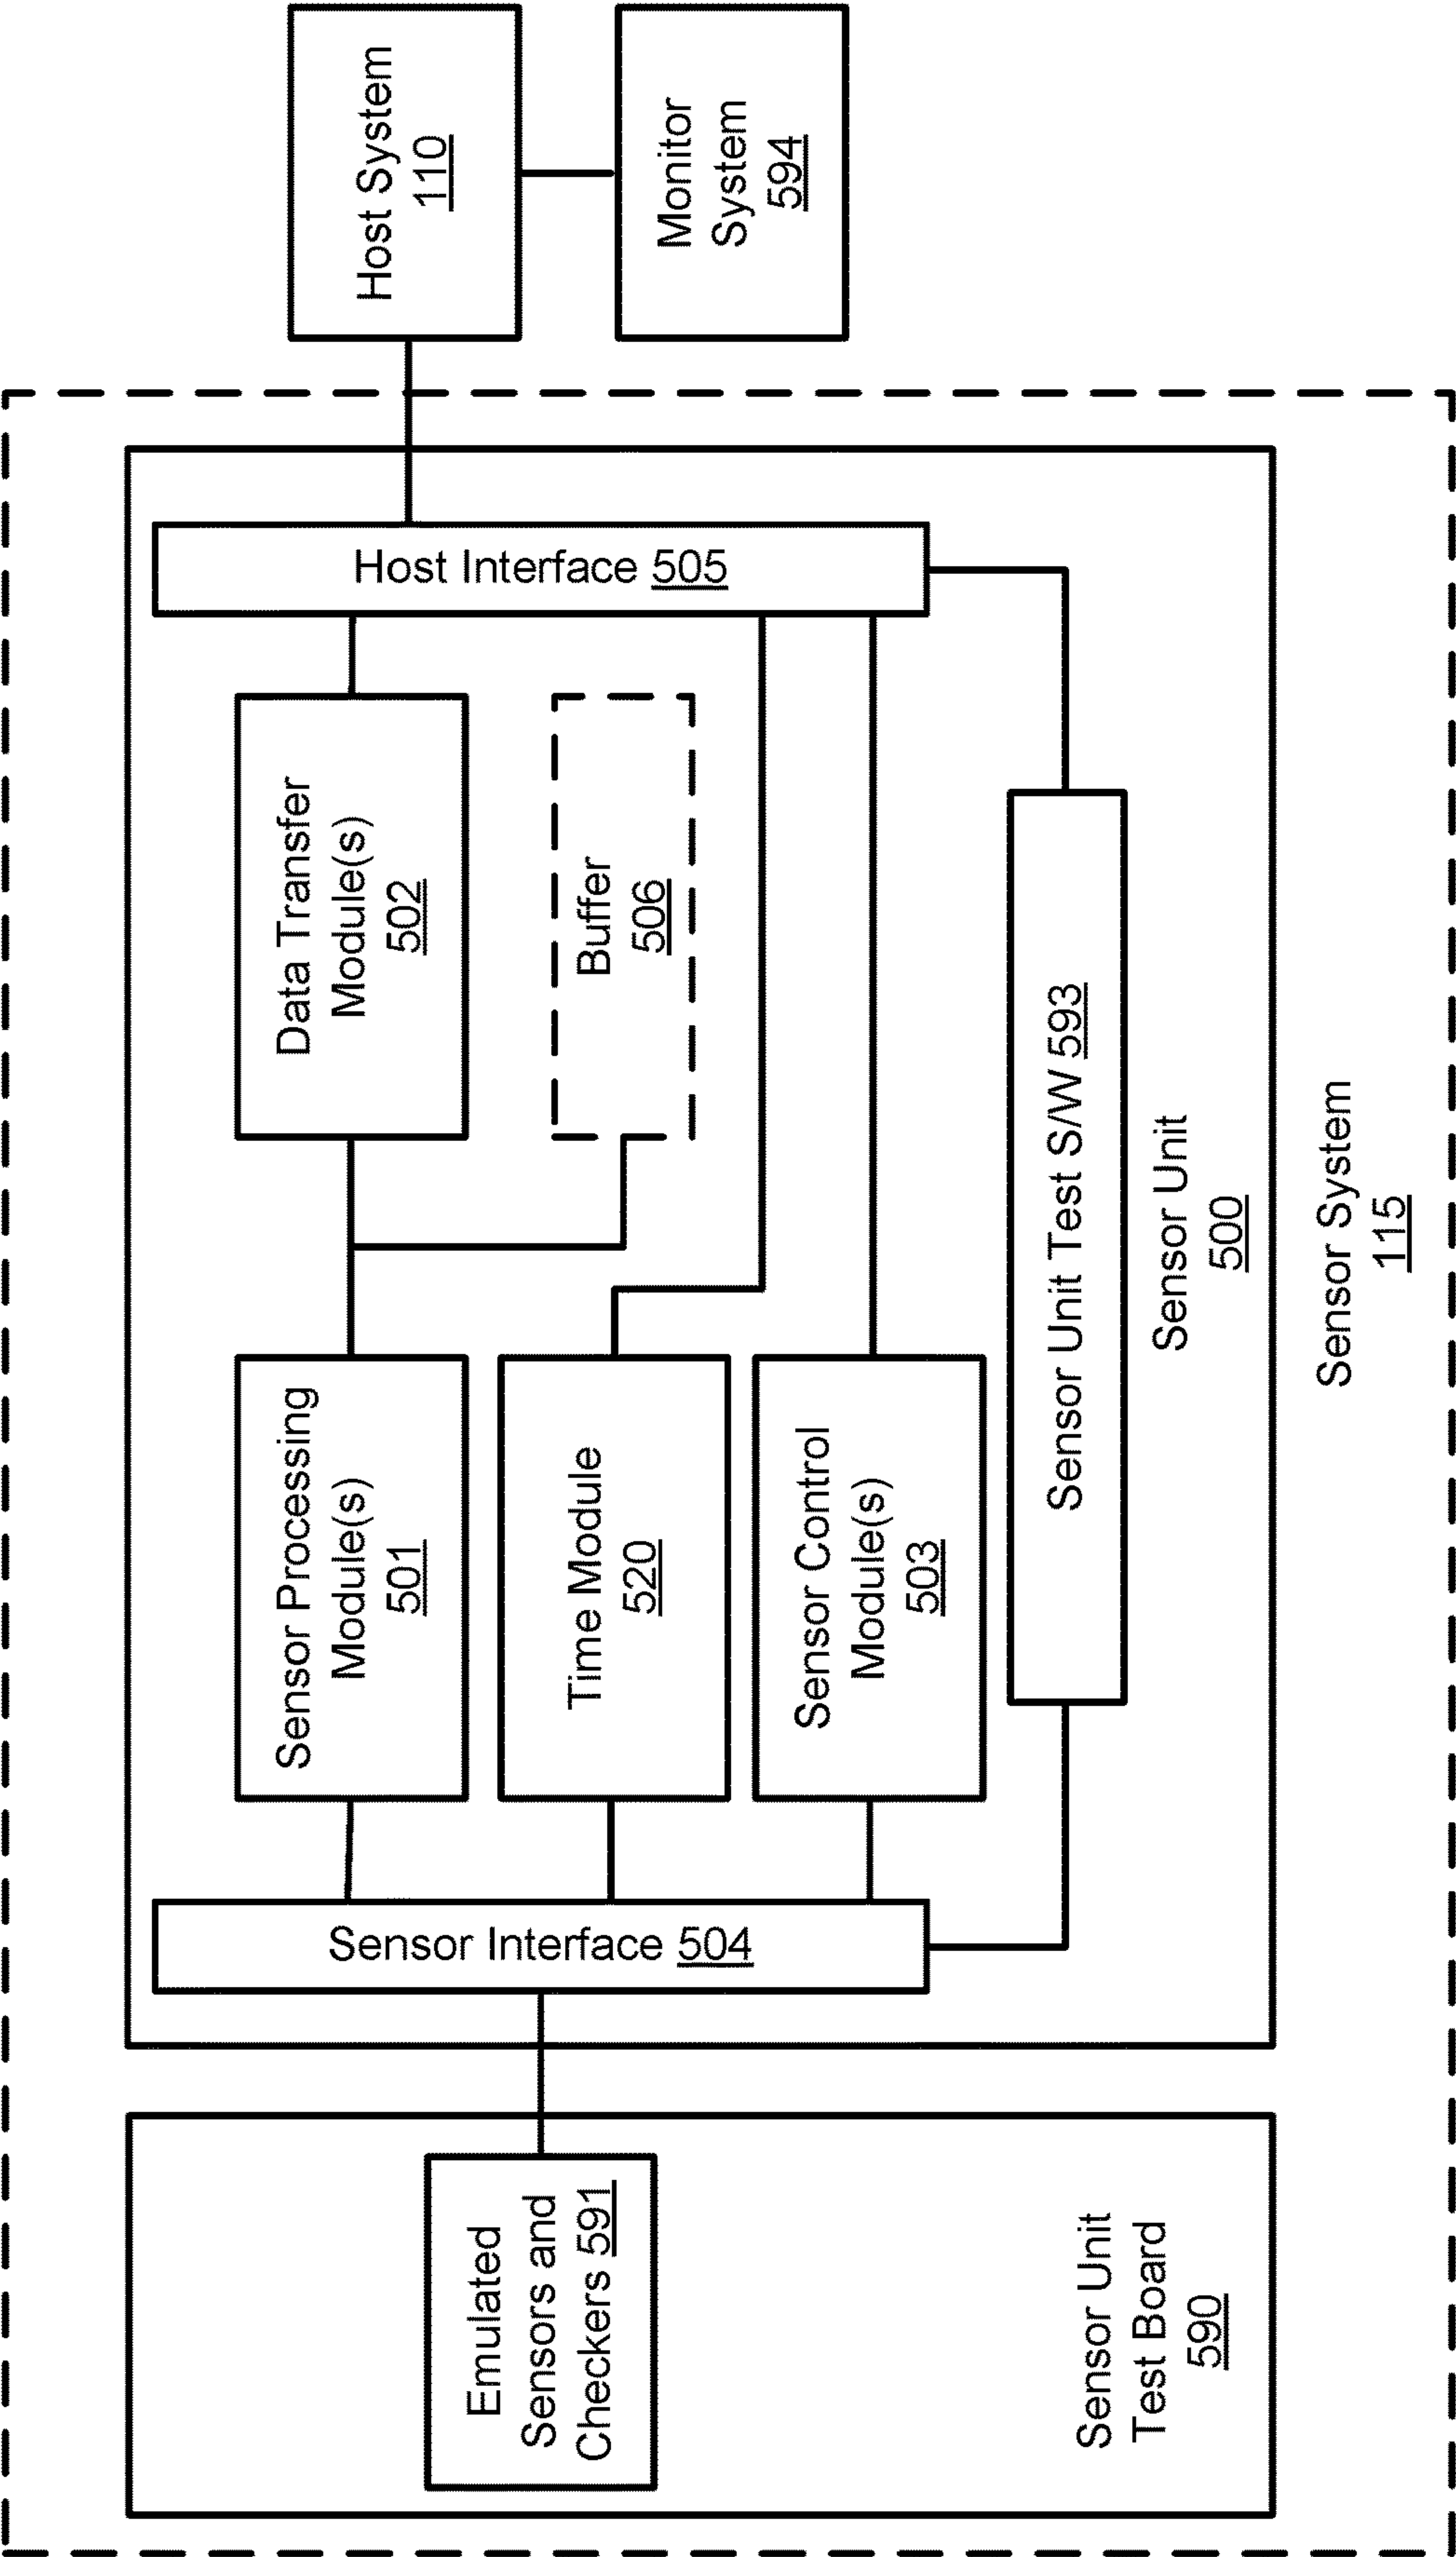 Emulated
Sensors and
Checkers 591
Sensor Unit
Test Board
590
Sensor Interface 504
Sensor Processing
Module(s)
501
Time Module
520
Sensor Control
Module(s)
503
Data Transfer
Module(s)
502
Buffer
506
Sensor Unit Test S/W 593
Host Interface 505
Sensor Unit
500
Sensor System
115
Host System
110
Monitor
System
594